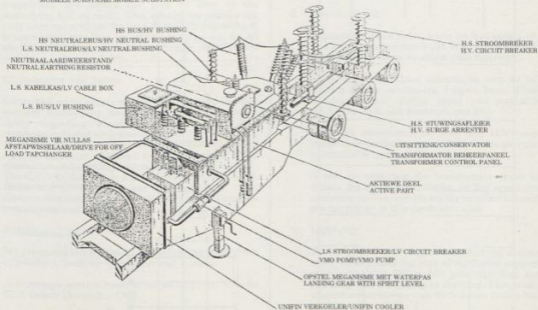 HS BUS/HV BUSHING
HS NEUTRALEBUS/HV NEUTRAL BUSHING
L.S. NEUTRALEBUS/LV NEUTRAL BUSHING
NEUTRAALAARDWEERSTAND/
NEUTRAL EARTHING RESISTOR
L.S. KABELKAS/LV CABLE BOX
L.S. BUS/LV BUSHING
MEGANISME VIR NULLAS
AFSTAPWISSELAAR/DRIVE FOR OFF
LOAD TAPCHANGER
H.S. STROOMBREKER
H.V. CIRCUIT BREAKER
H.S. STUWINGSAFLEIER
H.V. SURGE ARRESTER
UITSITTENK/CONSERVATOR
TRANSFORMATOR BEHEERPANEEL
TRANSFORMER CONTROL PANEL
AKTIEWE DEEL
ACTIVE PART
LS STROOMBREKER/LV CIRCUIT BREAKER
VMO POMP/VMO PUMP
OPSTEL MEGANISME MET WATERPAS
LANDING GEAR WITH SPIRIT LEVEL
UNIFIN VERKOELER/UNIFIN COOLER